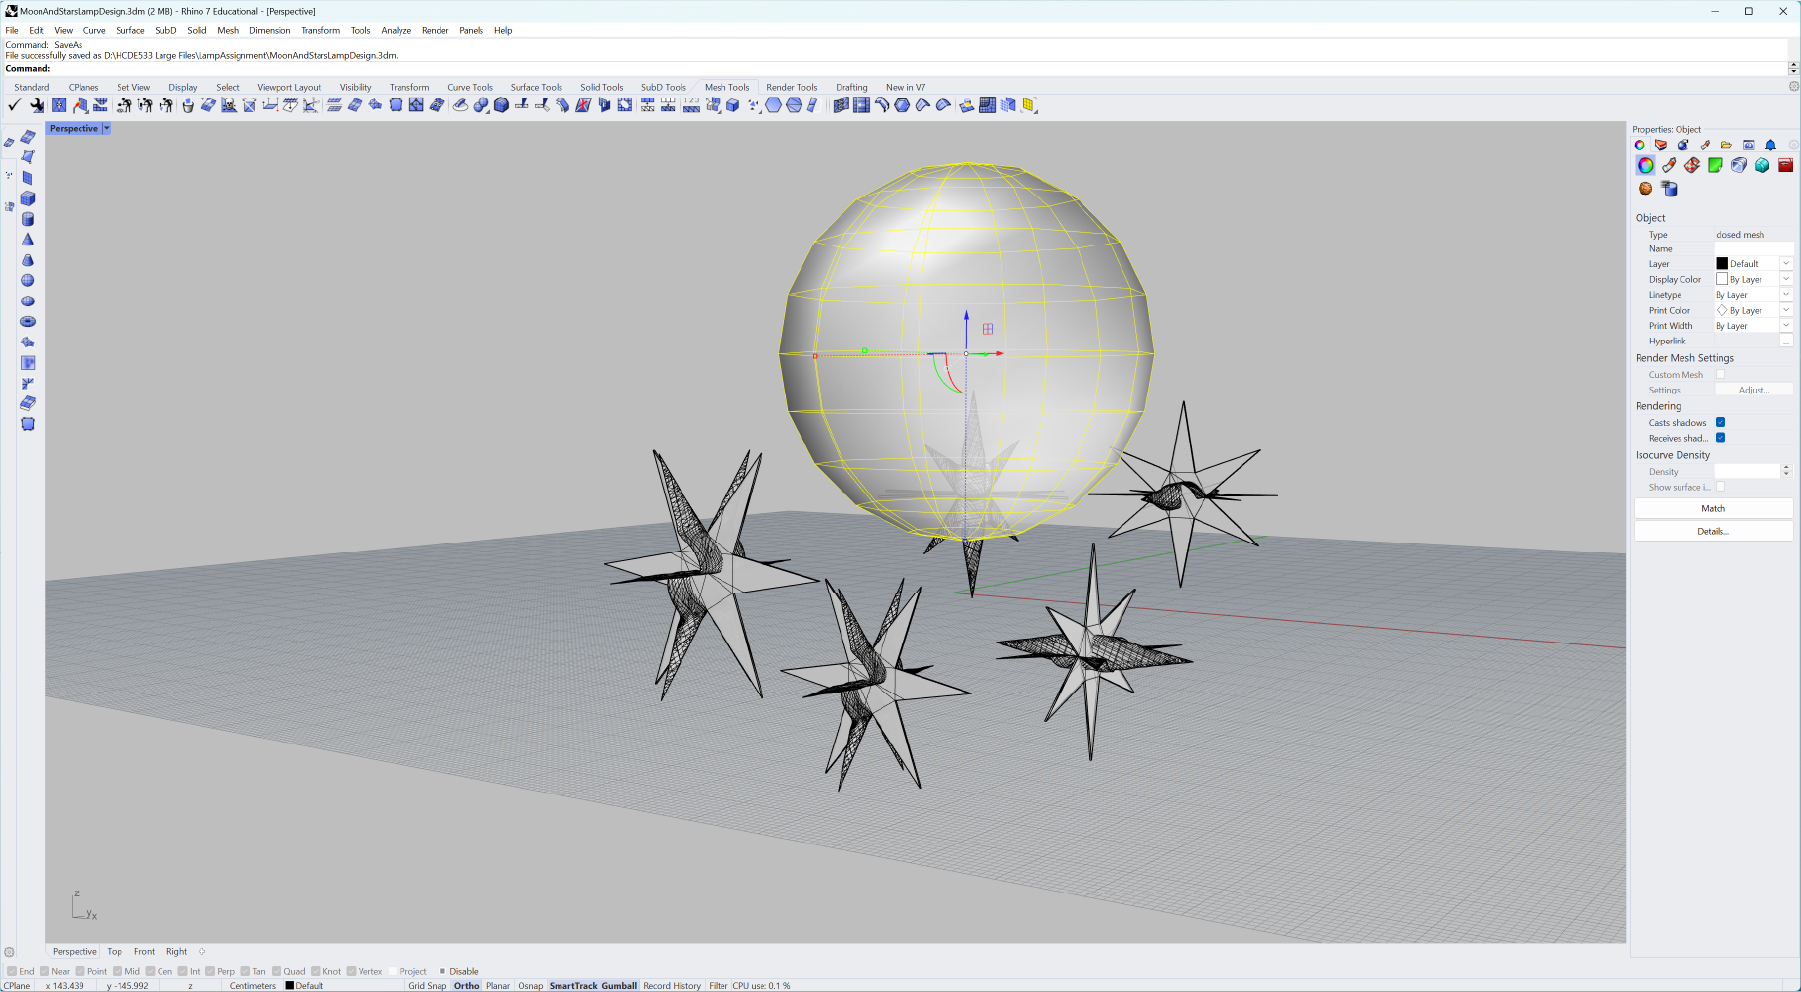 MoonAndStarsLampDesign.3dm (2 MB) - Rhino 7 Educational - [Perspective]
File Edit View Curve Surface SubD Solid Mesh Dimension Transform Tools Analyze Render Panels Help
Command: SaveAs
File successfully saved as D:\HCDE533 Large Files\LampAssignment\MoonAndStarsLampDesign.3dm.
Command:
Standard CPlanes Set View Display Select Viewport Layout Visibility Transform Curve Tools Surface Tools Solid Tools SubD Tools Mesh Tools Render Tools Drafting New in V7
Perspective
Properties: Object
Object
Type closed mesh
Name
Layer Default
Display Color By Layer
Linetype By Layer
Print Color By Layer
Print Width By Layer
Hyperlink ...
Render Mesh Settings
Custom Mesh
Settings Adjust...
Rendering
Casts shadows
Receives shad...
Isocurve Density
Density
Show surface i...
Match
Details...
z
y x
Perspective Top Front Right
End Near Point Mid Cen Int Perp Tan Quad Knot Vertex Project Disable
CPlane x 143.439 y -145.992 z Centimeters Default Grid Snap Ortho Planar Osnap SmartTrack Gumball Record History Filter CPU use: 0.1 %